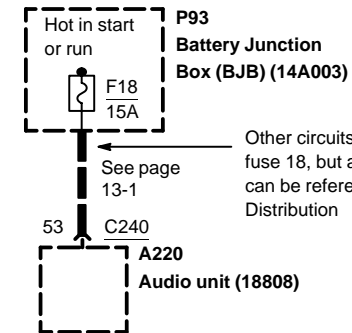 Hot in start
or run
P93
Battery Junction
Box (BJB) (14A003)
F18
15A
Other circuits
fuse 18, but a
can be refere
Distribution
See page
13-1
53 C240
A220
Audio unit (18808)